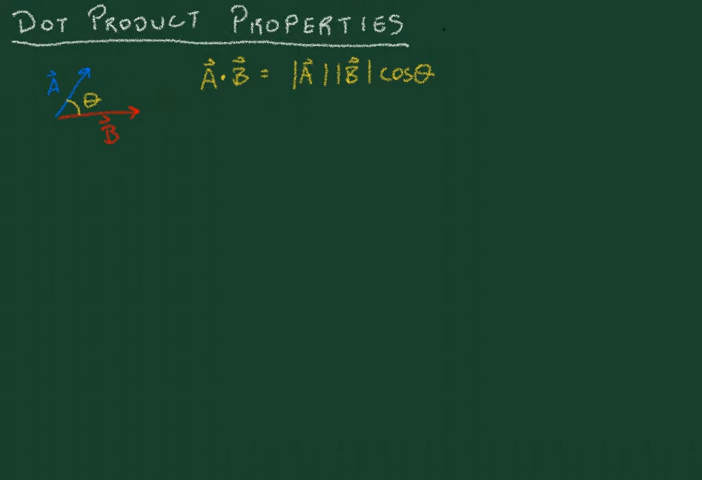 DOT PRODUCT PROPERTIES
A⃗ · B⃗ = |A⃗||B⃗| cosθ
A⃗ θ
B⃗